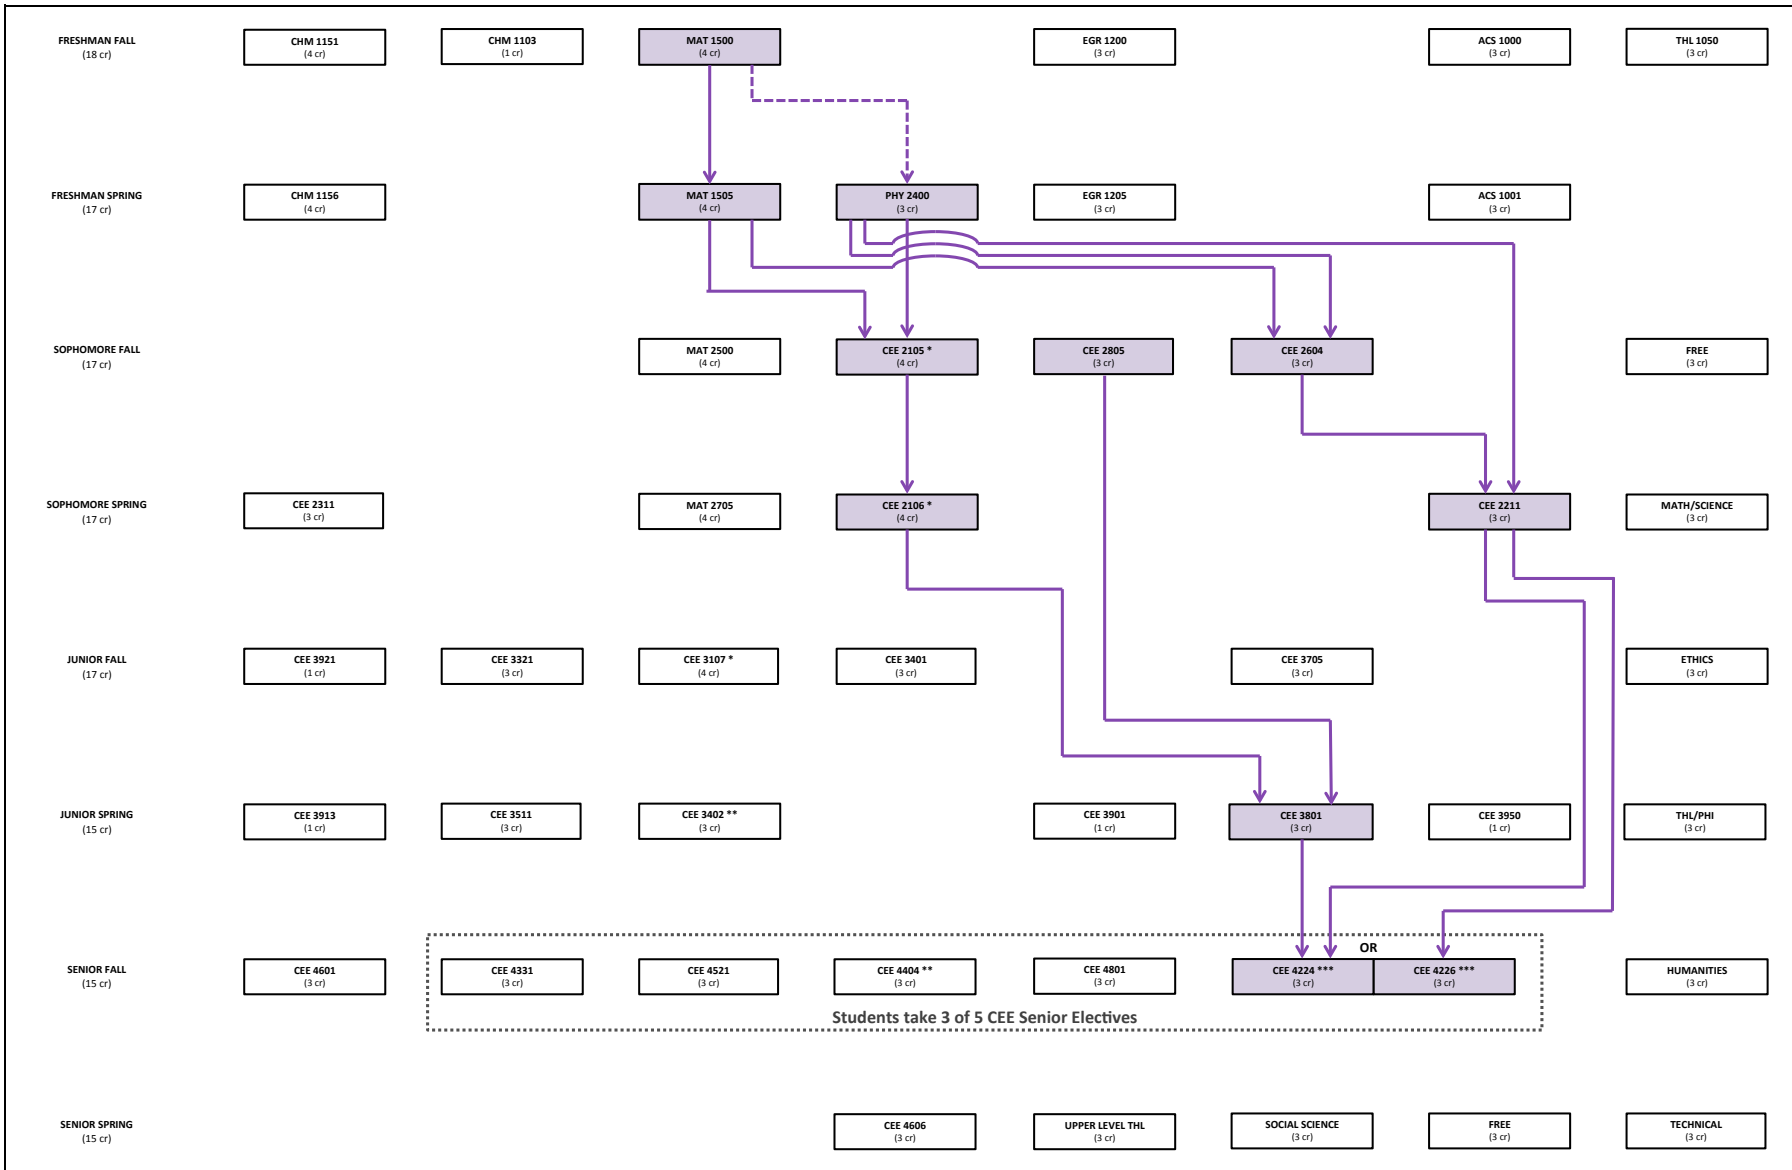 FRESHMAN FALL
(18 cr)
CHM 1151
(4 cr)
CHM 1103
(1 cr)
MAT 1500
(4 cr)
EGR 1200
(3 cr)
ACS 1000
(3 cr)
THL 1050
(3 cr)
FRESHMAN SPRING
(17 cr)
CHM 1156
(4 cr)
MAT 1505
(4 cr)
PHY 2400
(3 cr)
EGR 1205
(3 cr)
ACS 1001
(3 cr)
SOPHOMORE FALL
(17 cr)
MAT 2500
(4 cr)
CEE 2105 *
(4 cr)
CEE 2805
(3 cr)
CEE 2604
(3 cr)
FREE
(3 cr)
SOPHOMORE SPRING
(17 cr)
CEE 2311
(3 cr)
MAT 2705
(4 cr)
CEE 2106 *
(4 cr)
CEE 2211
(3 cr)
MATH/SCIENCE
(3 cr)
JUNIOR FALL
(17 cr)
CEE 3921
(1 cr)
CEE 3321
(3 cr)
CEE 3107 *
(4 cr)
CEE 3401
(3 cr)
CEE 3705
(3 cr)
ETHICS
(3 cr)
JUNIOR SPRING
(15 cr)
CEE 3913
(1 cr)
CEE 3511
(3 cr)
CEE 3402 **
(3 cr)
CEE 3901
(1 cr)
CEE 3801
(3 cr)
CEE 3950
(1 cr)
THL/PHI
(3 cr)
OR
SENIOR FALL
(15 cr)
CEE 4601
(3 cr)
CEE 4331
(3 cr)
CEE 4521
(3 cr)
CEE 4404 **
(3 cr)
CEE 4801
(3 cr)
CEE 4224 ***
(3 cr)
CEE 4226 ***
(3 cr)
HUMANITIES
(3 cr)
Students take 3 of 5 CEE Senior Electives
SENIOR SPRING
(15 cr)
CEE 4606
(3 cr)
UPPER LEVEL THL
(3 cr)
SOCIAL SCIENCE
(3 cr)
FREE
(3 cr)
TECHNICAL
(3 cr)